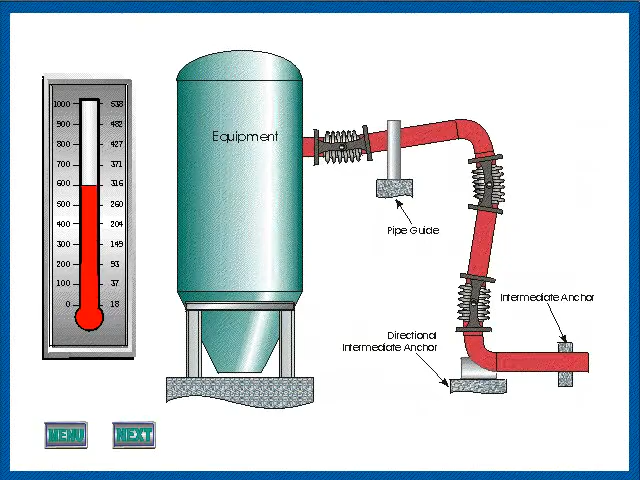 1000 538
900 482
800 427
700 371
600 316
500 260
400 204
300 149
200 93
100 37
0 18
Equipment
Pipe Guide
Intermediate Anchor
Directional
Intermediate Anchor
MENU
NEXT